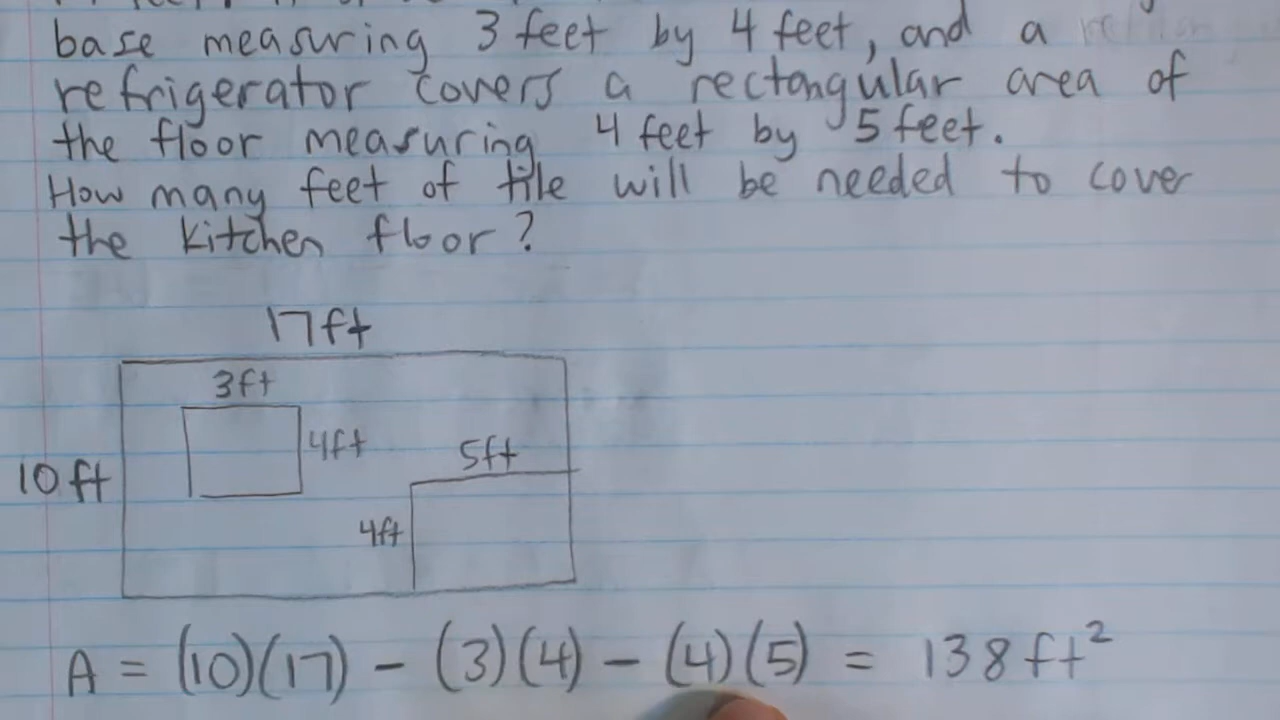 base measuring 3 feet by 4 feet, and a
refrigerator covers a rectangular area of
the floor measuring 4 feet by 5 feet.
How many feet of tile will be needed to cover
the kitchen floor?
17ft
3ft
4ft
5ft
10ft
4ft
A = (10)(17) - (3)(4) - (4)(5) = 138 ft²